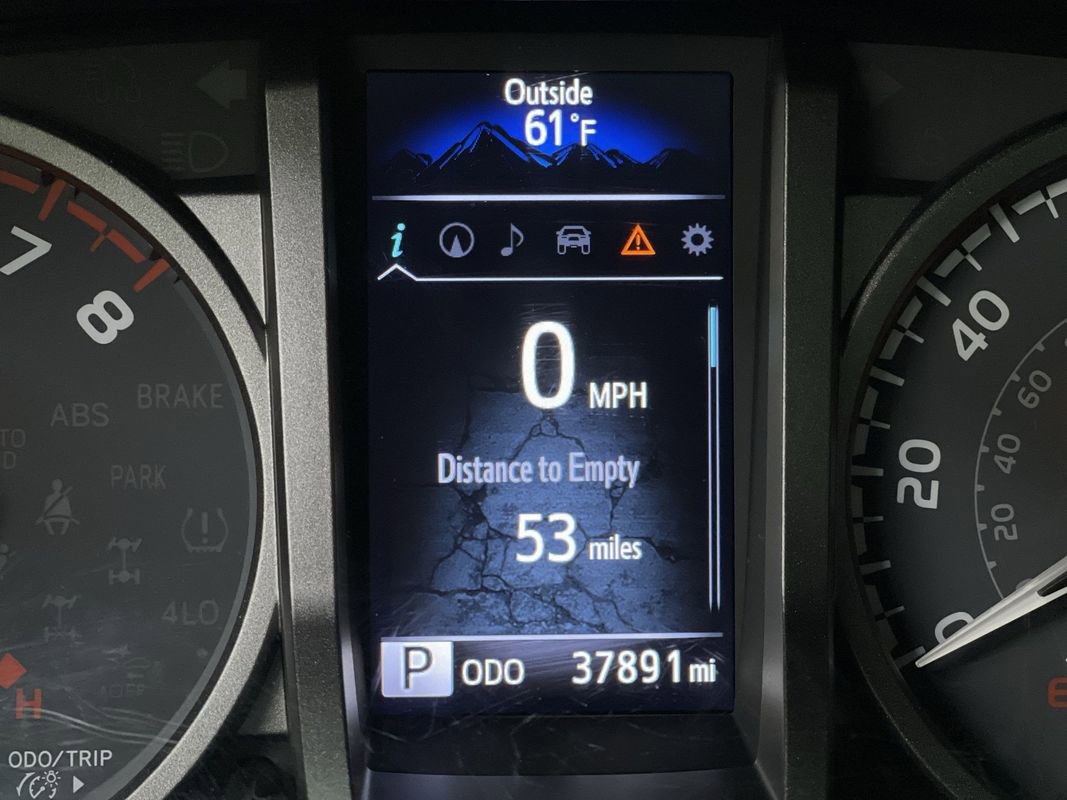 Outside
61°F
7
8
0 MPH
Distance to Empty
53 miles
P ODO 37891 mi
ABS
BRAKE
PARK
4LO
H
ODO/TRIP
40
20
0
60
40
20